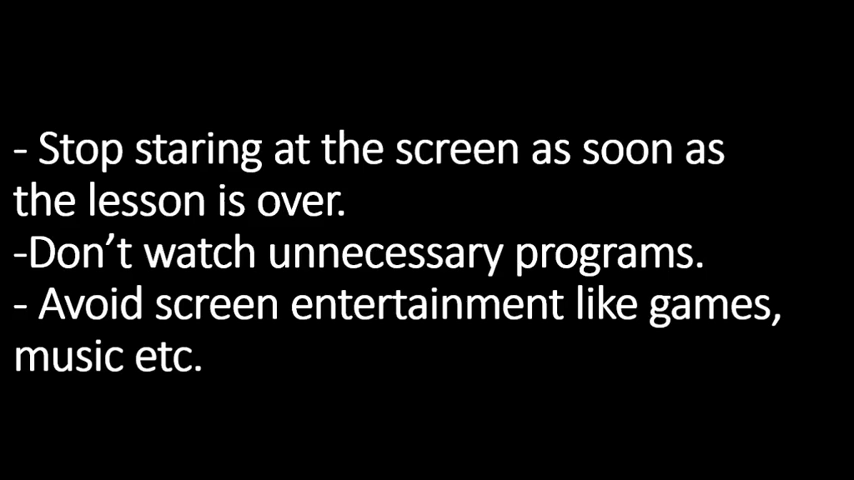 - Stop staring at the screen as soon as
the lesson is over.
-Don’t watch unnecessary programs.
- Avoid screen entertainment like games,
music etc.